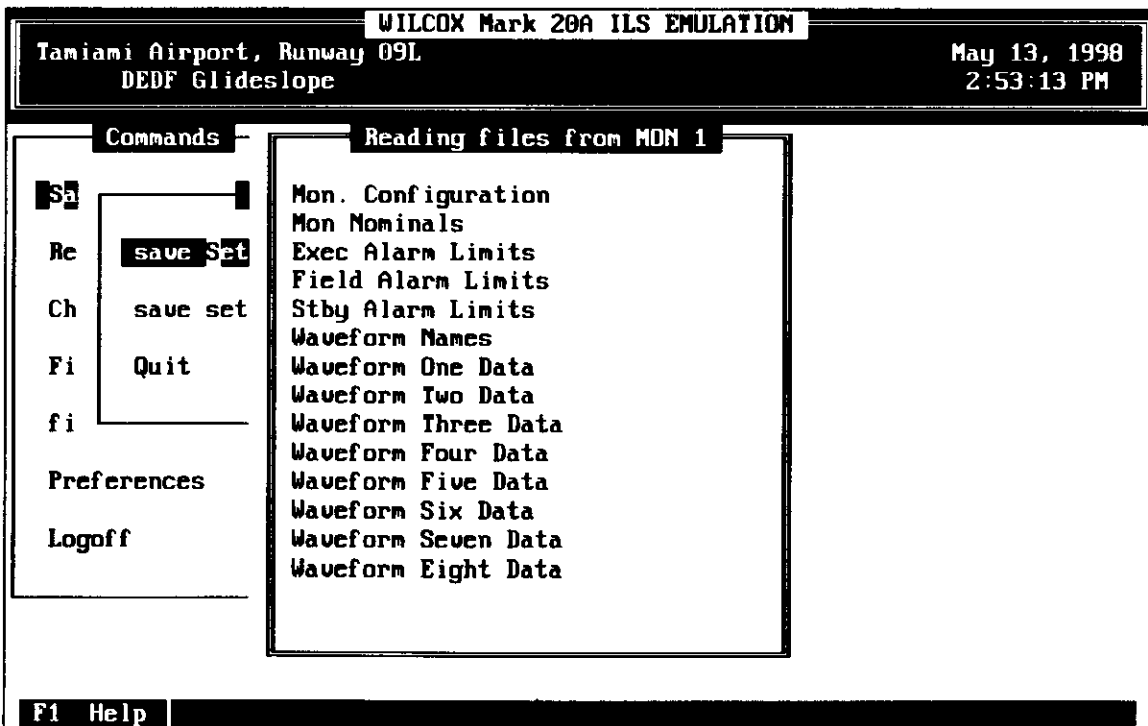 WILCOX Mark 20A ILS EMULATION
Tamiami Airport, Runway 09L
May 13, 1998
DEDF Glideslope
2:53:13 PM
Commands
Sa
Re
Ch
Fi
fi
Preferences
Logoff
save Set
save set
Quit
Reading files from MON 1
Mon. Configuration
Mon Nominals
Exec Alarm Limits
Field Alarm Limits
Stby Alarm Limits
Waveform Names
Waveform One Data
Waveform Two Data
Waveform Three Data
Waveform Four Data
Waveform Five Data
Waveform Six Data
Waveform Seven Data
Waveform Eight Data
F1 Help